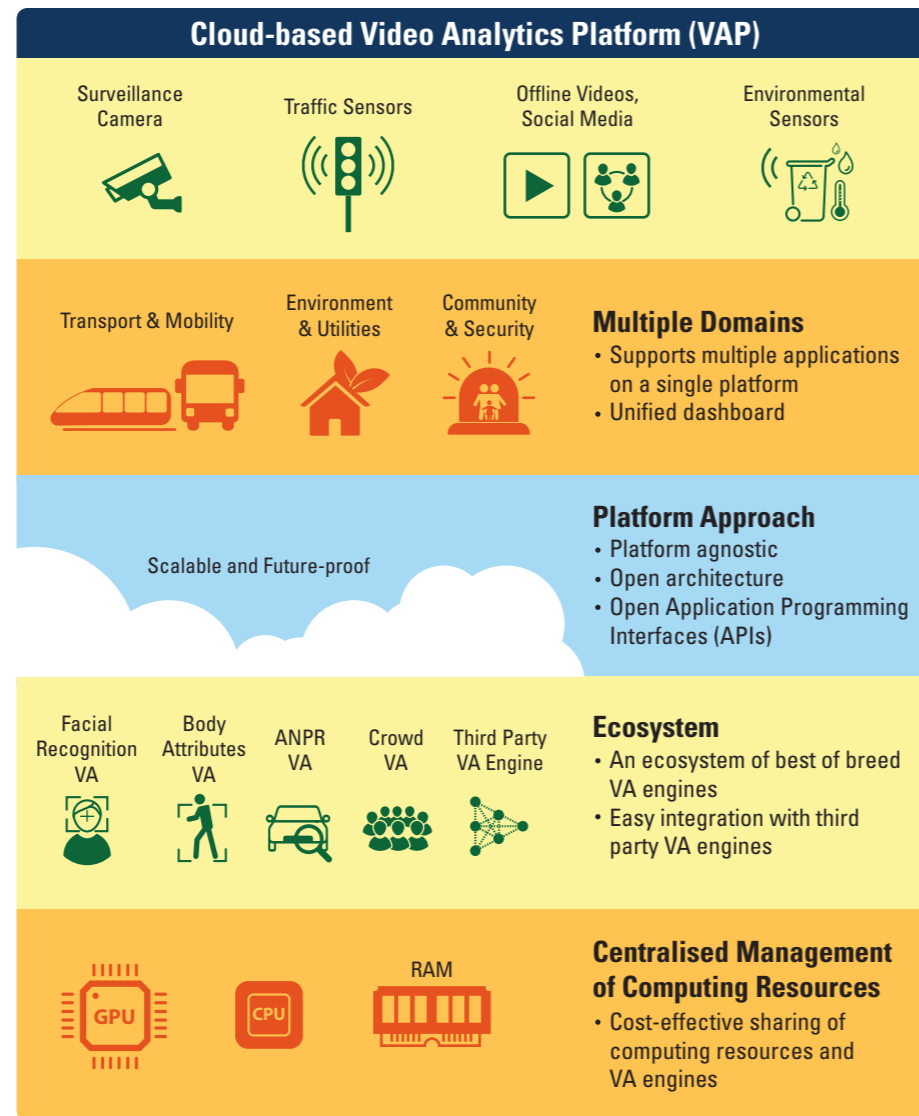 Cloud-based Video Analytics Platform (VAP)
Surveillance
Camera
Traffic Sensors
Offline Videos,
Social Media
Environmental
Sensors
Transport & Mobility
Environment
& Utilities
Community
& Security
Multiple Domains
• Supports multiple applications
on a single platform
• Unified dashboard
Scalable and Future-proof
Platform Approach
• Platform agnostic
• Open architecture
• Open Application Programming
Interfaces (APIs)
Facial
Recognition
VA
Body
Attributes
VA
ANPR
VA
Crowd
VA
Third Party
VA Engine
Ecosystem
• An ecosystem of best of breed
VA engines
• Easy integration with third
party VA engines
GPU
CPU
RAM
Centralised Management
of Computing Resources
• Cost-effective sharing of
computing resources and
VA engines